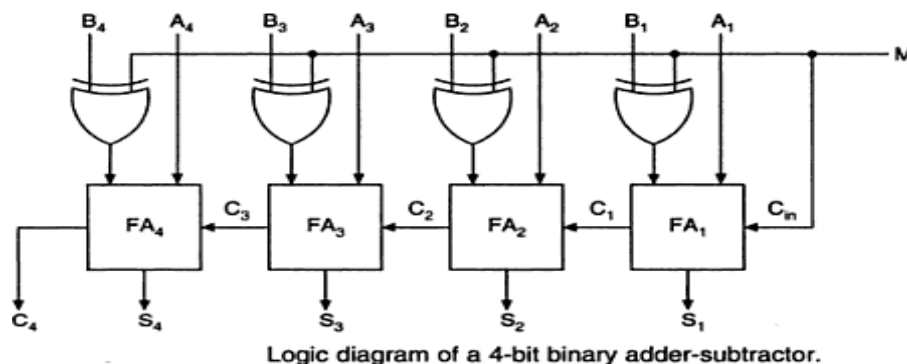 B₄ A₄ B₃ A₃ B₂ A₂ B₁ A₁
M
C₃ C₂ C₁ Cin
FA₄ FA₃ FA₂ FA₁
C₄ S₄ S₃ S₂ S₁
Logic diagram of a 4-bit binary adder-subtractor.